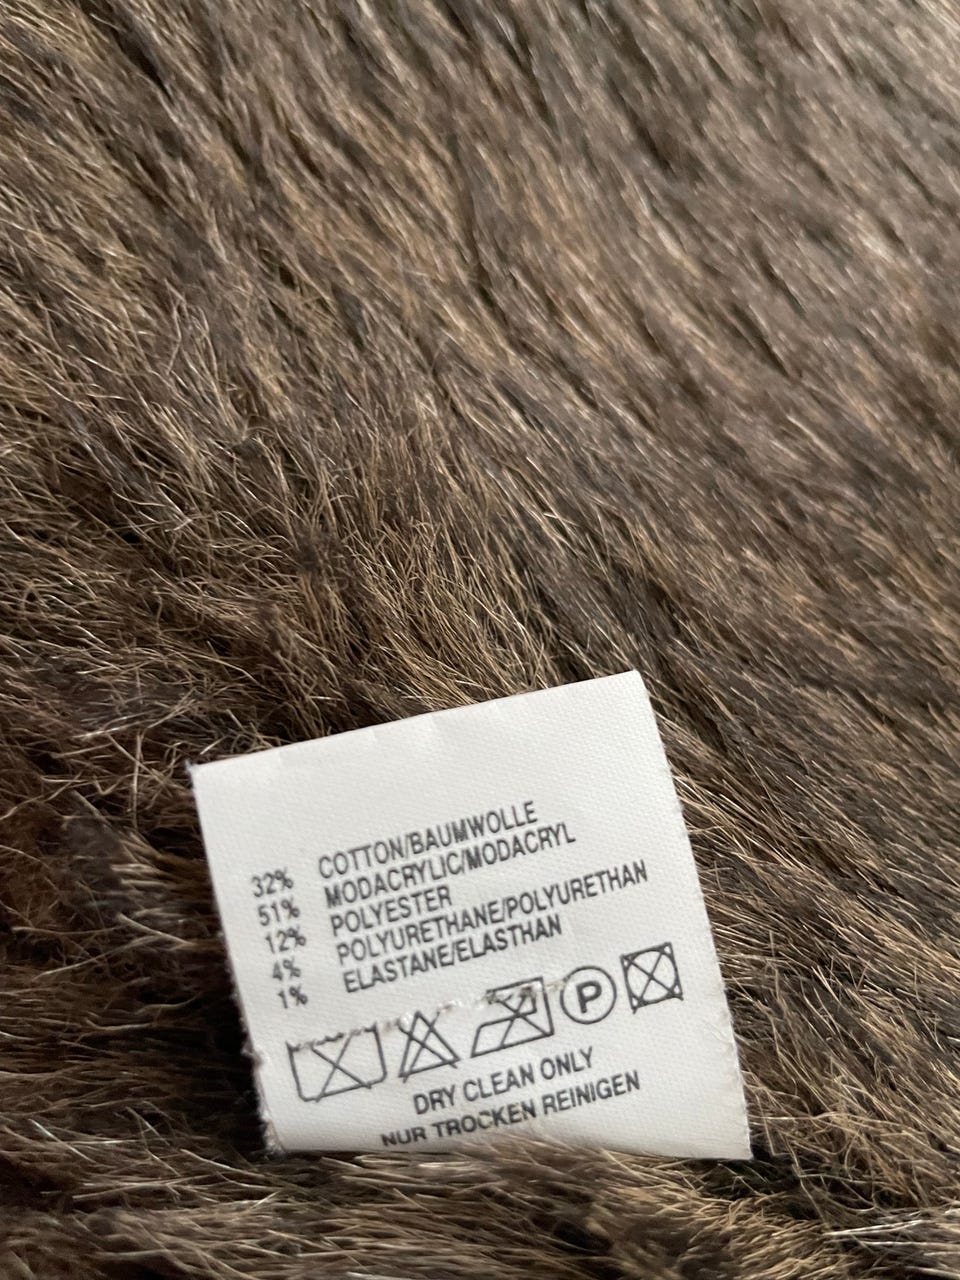 32% COTTON/BAUMWOLLE
51% MODACRYLIC/MODACRYL
12% POLYESTER
4% POLYURETHANE/POLYURETHAN
1% ELASTANE/ELASTHAN
P
DRY CLEAN ONLY
NUR TROCKEN REINIGEN